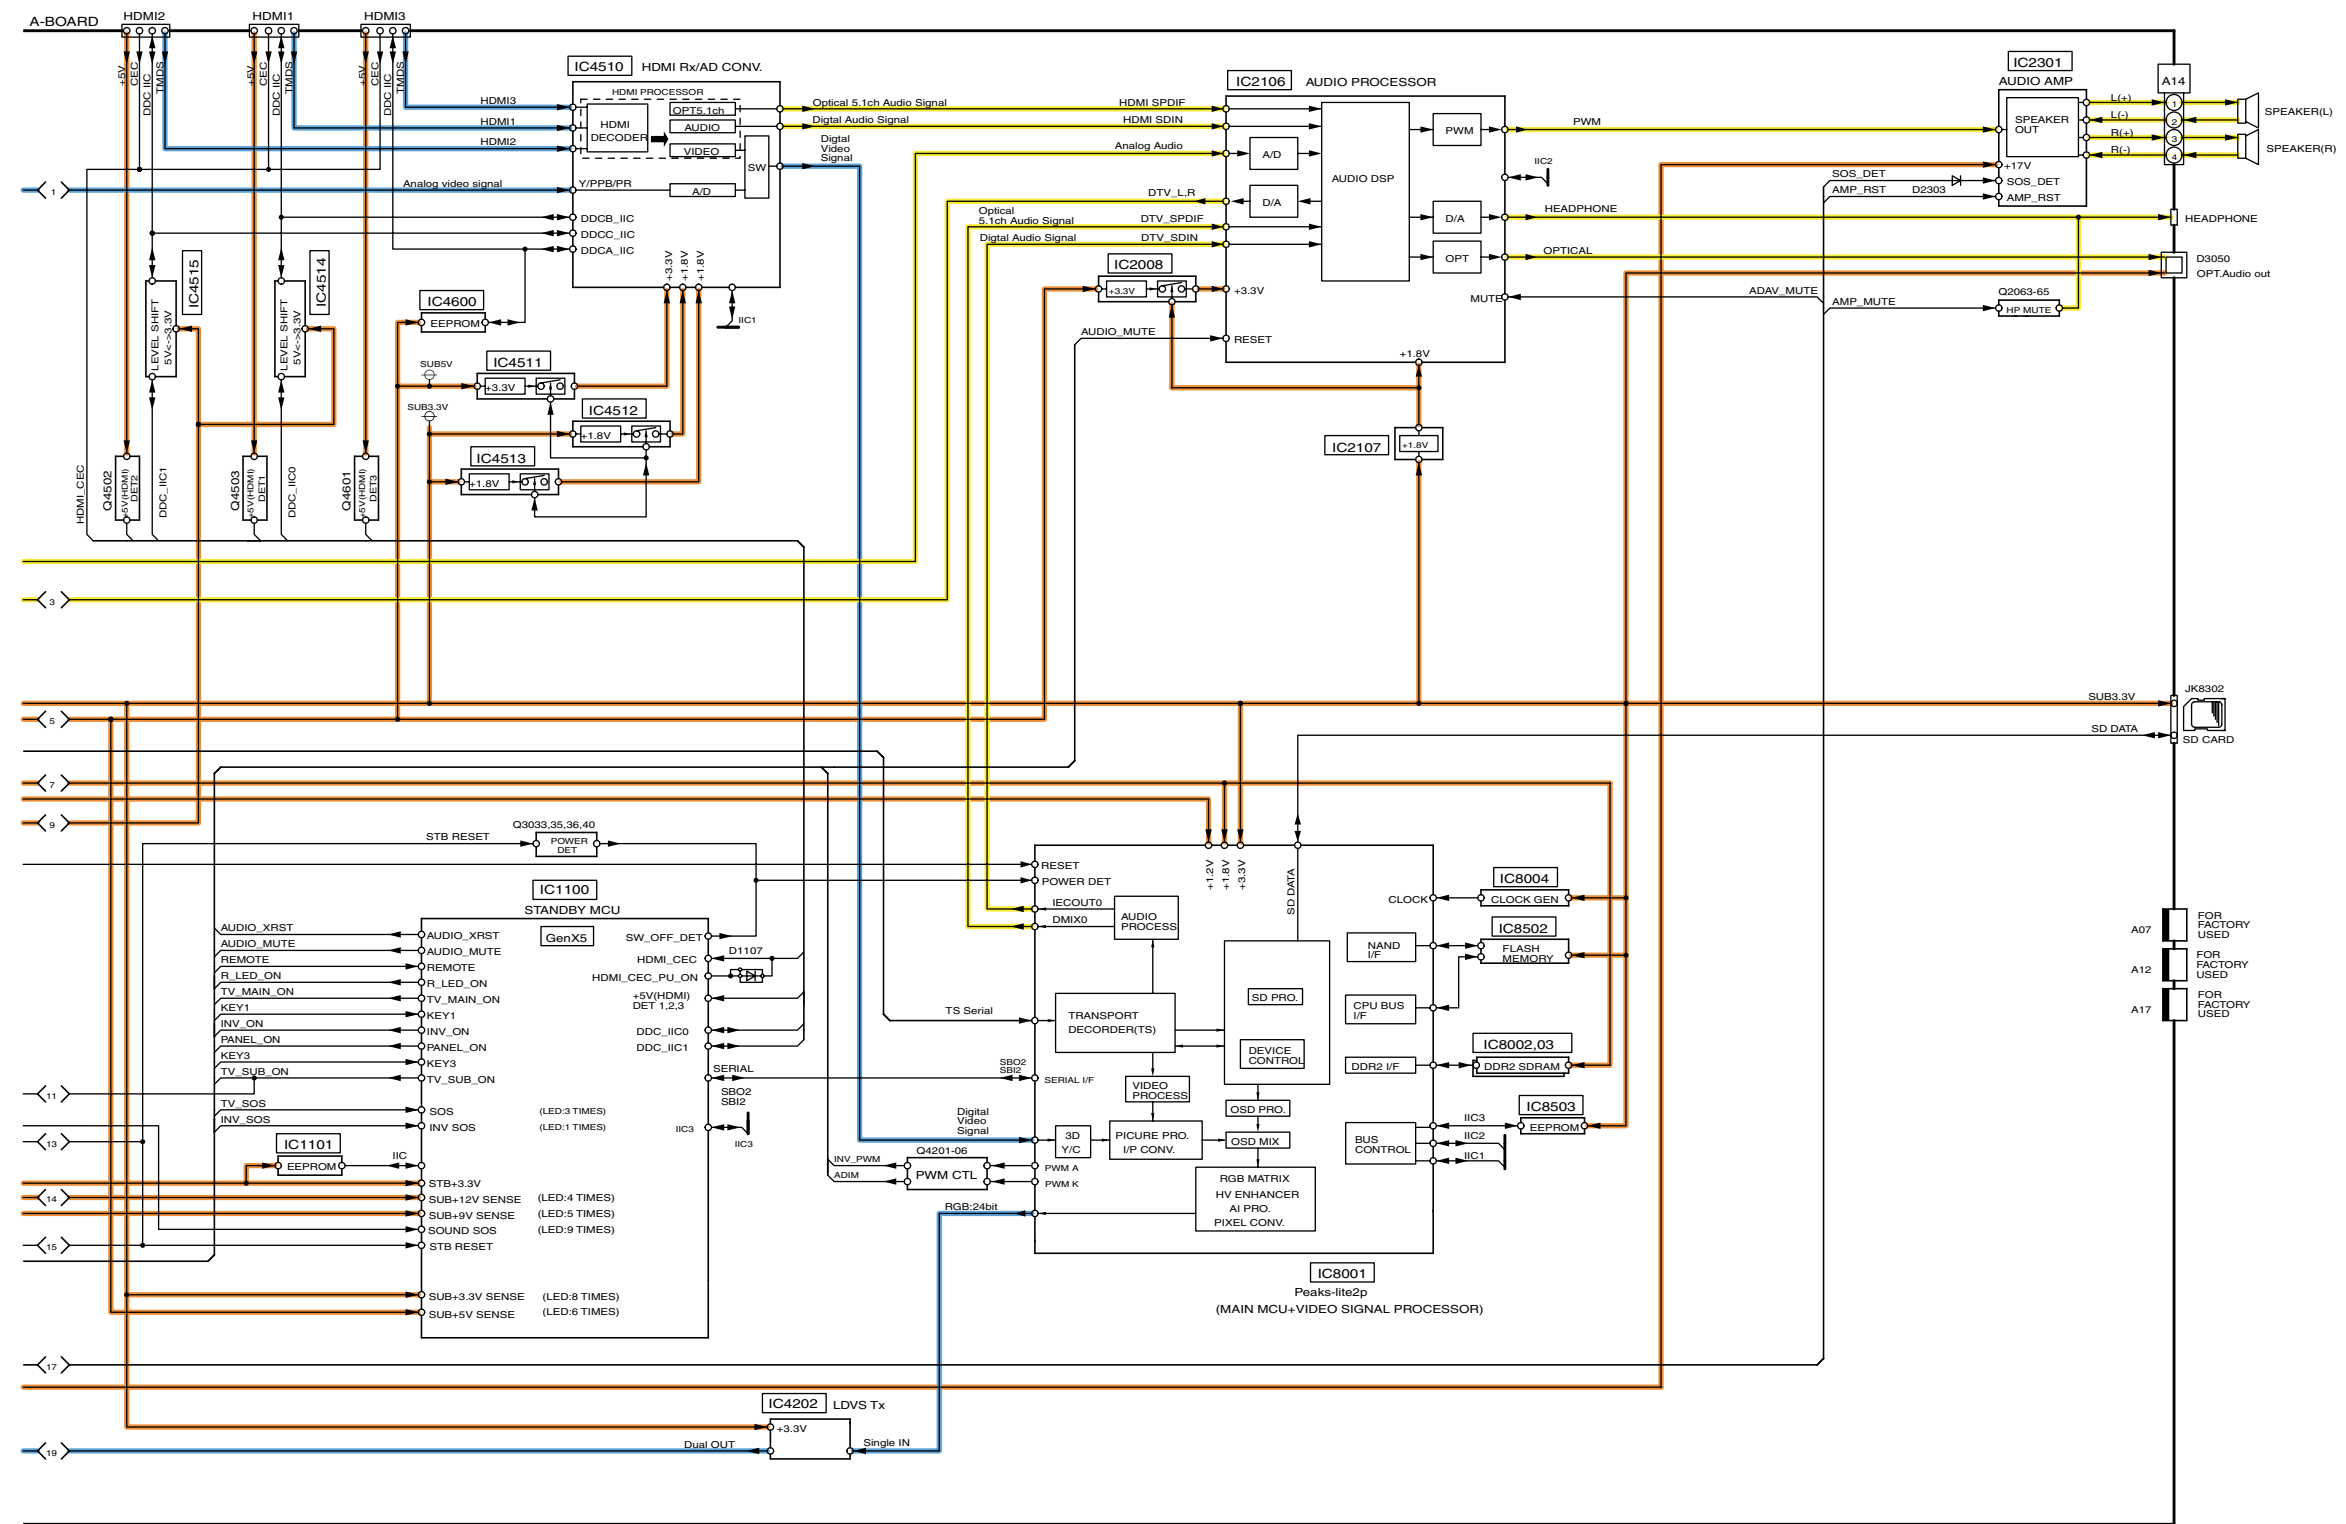 A-BOARD
HDMI2
HDMI1
HDMI3
+5V
CEC
DDC IIC
TMDS
+5V
CEC
DDC IIC
TMDS
+5V
CEC
DDC IIC
TMDS
IC4510
HDMI Rx/AD CONV.
HDMI PROCESSOR
HDMI3
HDMI1
HDMI2
HDMI
DECODER
OPT5.1ch
AUDIO
VIDEO
SW
1
Analog video signal
Y/PPB/PR
A/D
DDCB_IIC
DDCC_IIC
DDCA_IIC
+3.3V
+1.8V
+1.8V
IIC1
Optical 5.1ch Audio Signal
HDMI SPDIF
Digtal Audio Signal
HDMI SDIN
Digtal
Video
Signal
Analog Audio
DTV_L,R
Optical
5.1ch Audio Signal
DTV_SPDIF
Digtal Audio Signal
DTV_SDIN
IC2106
AUDIO PROCESSOR
A/D
D/A
AUDIO DSP
PWM
D/A
OPT
IIC2
PWM
HEADPHONE
OPTICAL
MUTE
ADAV_MUTE
+3.3V
RESET
+1.8V
IC2008
+3.3V
AUDIO_MUTE
IC2107
+1.8V
IC2301
AUDIO AMP
SPEAKER
OUT
+17V
SOS_DET
AMP_RST
SOS_DET
AMP_RST
D2303
A14
L(+)
L(-)
R(+)
R(-)
1
2
3
4
SPEAKER(L)
SPEAKER(R)
HEADPHONE
D3050
OPT.Audio out
AMP_MUTE
Q2063-65
HP MUTE
IC4515
LEVEL SHIFT
5V<->3.3V
IC4514
LEVEL SHIFT
5V<->3.3V
IC4600
EEPROM
SUB5V
IC4511
+3.3V
SUB3.3V
IC4512
+1.8V
IC4513
+1.8V
HDMI_CEC
Q4502
+5V(HDMI)
DET2
DDC_IIC1
Q4503
+5V(HDMI)
DET1
DDC_IIC0
Q4601
+5V(HDMI)
DET3
3
5
7
9
SUB3.3V
SD DATA
JK8302
SD CARD
STB RESET
Q3033,35,36,40
POWER
DET
IC1100
STANDBY MCU
GenX5
AUDIO_XRST
AUDIO_MUTE
REMOTE
R_LED_ON
TV_MAIN_ON
KEY1
INV_ON
PANEL_ON
KEY3
TV_SUB_ON
TV_SOS
INV_SOS
AUDIO_XRST
AUDIO_MUTE
REMOTE
R_LED_ON
TV_MAIN_ON
KEY1
INV_ON
PANEL_ON
KEY3
TV_SUB_ON
SOS
(LED:3 TIMES)
INV SOS
(LED:1 TIMES)
IC1101
EEPROM
IIC
STB+3.3V
SUB+12V SENSE
(LED:4 TIMES)
SUB+9V SENSE
(LED:5 TIMES)
SOUND SOS
(LED:9 TIMES)
STB RESET
SUB+3.3V SENSE
(LED:8 TIMES)
SUB+5V SENSE
(LED:6 TIMES)
SW_OFF_DET
HDMI_CEC
D1107
HDMI_CEC_PU_ON
+5V(HDMI)
DET 1,2,3
DDC_IIC0
DDC_IIC1
SERIAL
SBO2
SBI2
IIC3
IIC3
11
13
14
15
17
19
RESET
POWER DET
IECOUT0
DMIX0
AUDIO
PROCESS
+1.2V
+1.8V
+3.3V
SD DATA
TS Serial
TRANSPORT
DECORDER(TS)
SD PRO.
DEVICE
CONTROL
SBO2
SBI2
SERIAL I/F
VIDEO
PROCESS
OSD PRO.
Digital
Video
Signal
3D
Y/C
PICURE PRO.
I/P CONV.
OSD MIX
INV_PWM
ADIM
Q4201-06
PWM CTL
PWM A
PWM K
RGB MATRIX
HV ENHANCER
AI PRO.
PIXEL CONV.
RGB:24bit
CLOCK
NAND
I/F
CPU BUS
I/F
DDR2 I/F
BUS
CONTROL
IC8004
CLOCK GEN
IC8502
FLASH
MEMORY
IC8002,03
DDR2 SDRAM
IC8503
EEPROM
IIC3
IIC2
IIC1
IC8001
Peaks-lite2p
(MAIN MCU+VIDEO SIGNAL PROCESSOR)
A07
FOR
FACTORY
USED
A12
FOR
FACTORY
USED
A17
FOR
FACTORY
USED
IC4202
LDVS Tx
+3.3V
Dual OUT
Single IN